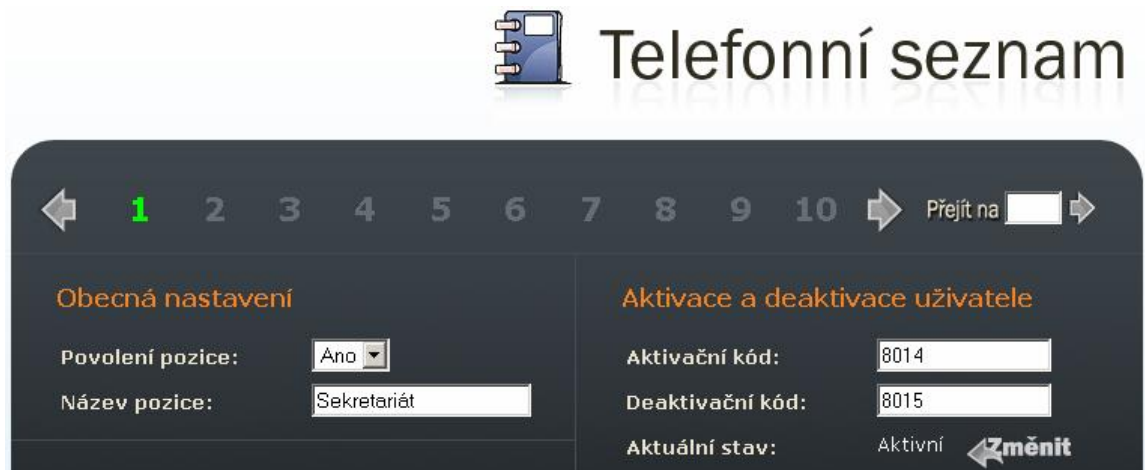 Telefonní seznam
1 2 3 4 5 6 7 8 9 10 Přejít na
Obecná nastavení
Povolení pozice: Ano
Název pozice: Sekretariát
Aktivace a deaktivace uživatele
Aktivační kód: 8014
Deaktivační kód: 8015
Aktuální stav: Aktivní Změnit